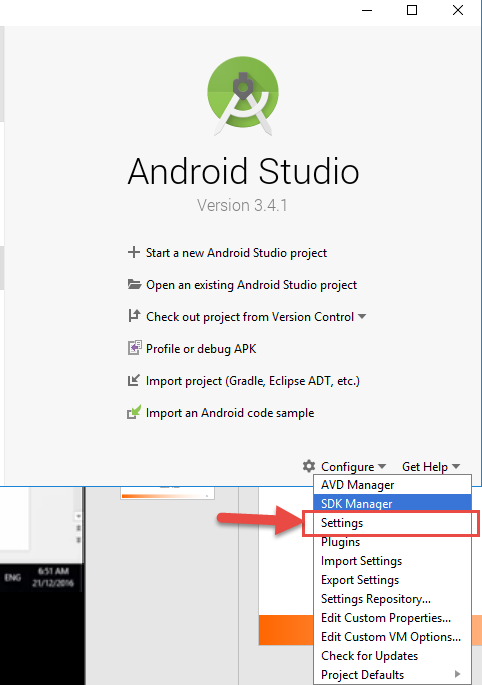 Android Studio
Version 3.4.1
Start a new Android Studio project
Open an existing Android Studio project
Check out project from Version Control
Profile or debug APK
Import project (Gradle, Eclipse ADT, etc.)
Import an Android code sample
Configure Get Help
AVD Manager
SDK Manager
Settings
Plugins
Import Settings
Export Settings
Settings Repository...
Edit Custom Properties...
Edit Custom VM Options...
Check for Updates
Project Defaults
ENG
6:51 AM
21/12/2016